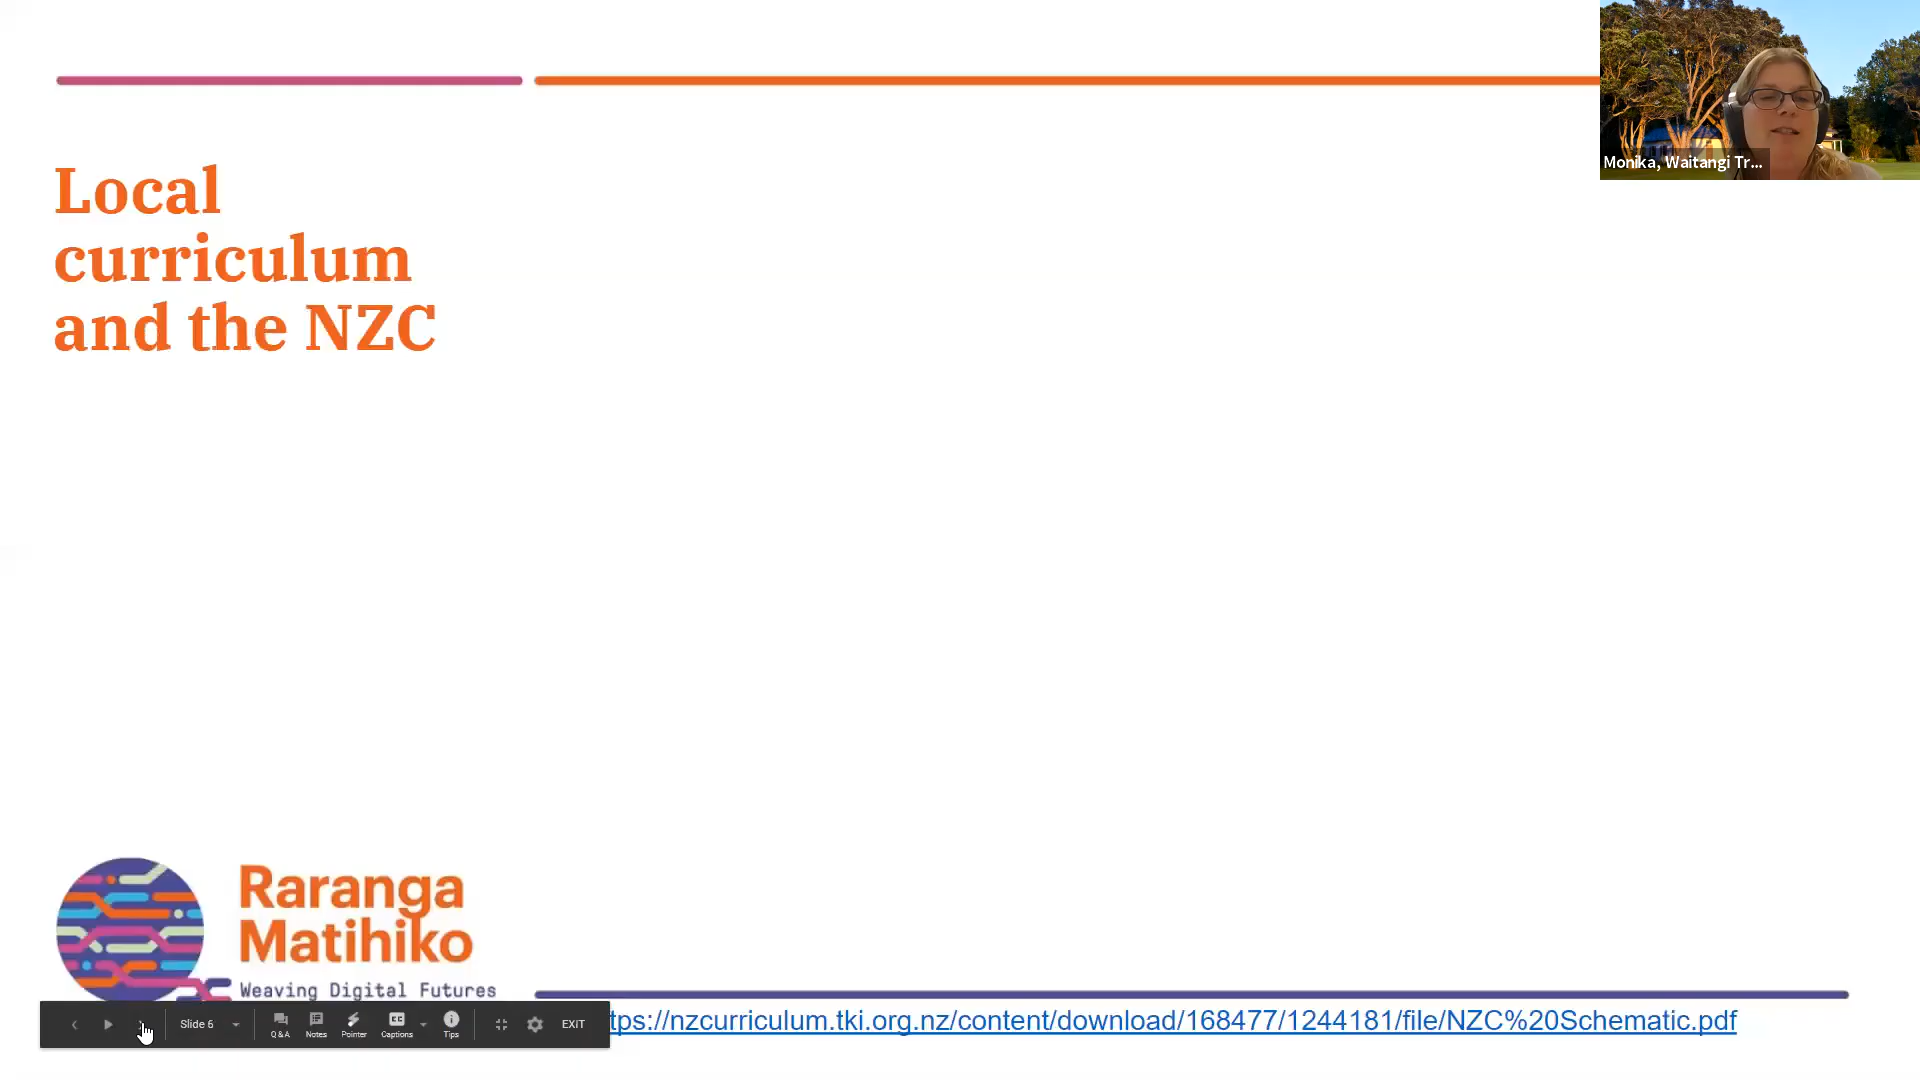 Monika, Waitangi Tr...
Local
curriculum
and the NZC
Raranga
Matihiko
Weaving Digital Futures
Slide 6
Q&A
Notes
Pointer
Captions
Tips
EXIT
tps://nzcurriculum.tki.org.nz/content/download/168477/1244181/file/NZC%20Schematic.pdf